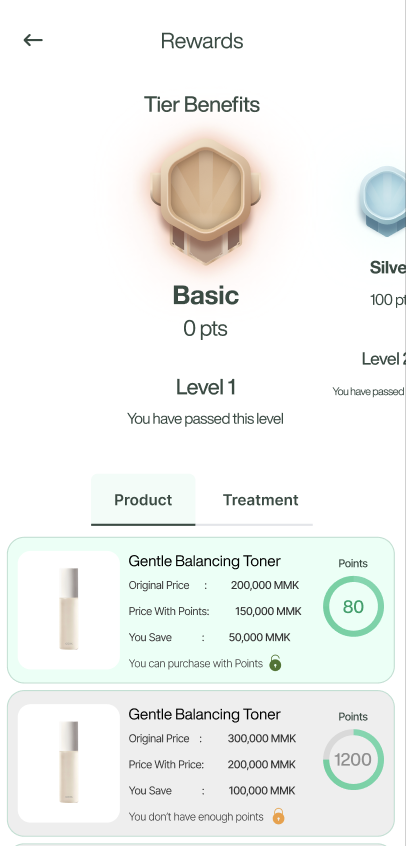 Rewards
Tier Benefits
Basic
0 pts
Level 1
You have passed this level
Silve
100 pt
Level 2
You have passed
Product Treatment
Gentle Balancing Toner
Original Price : 200,000 MMK
Price With Points: 150,000 MMK
You Save : 50,000 MMK
You can purchase with Points
Points
80
Gentle Balancing Toner
Original Price : 300,000 MMK
Price With Price: 200,000 MMK
You Save : 100,000 MMK
You don't have enough points
Points
1200